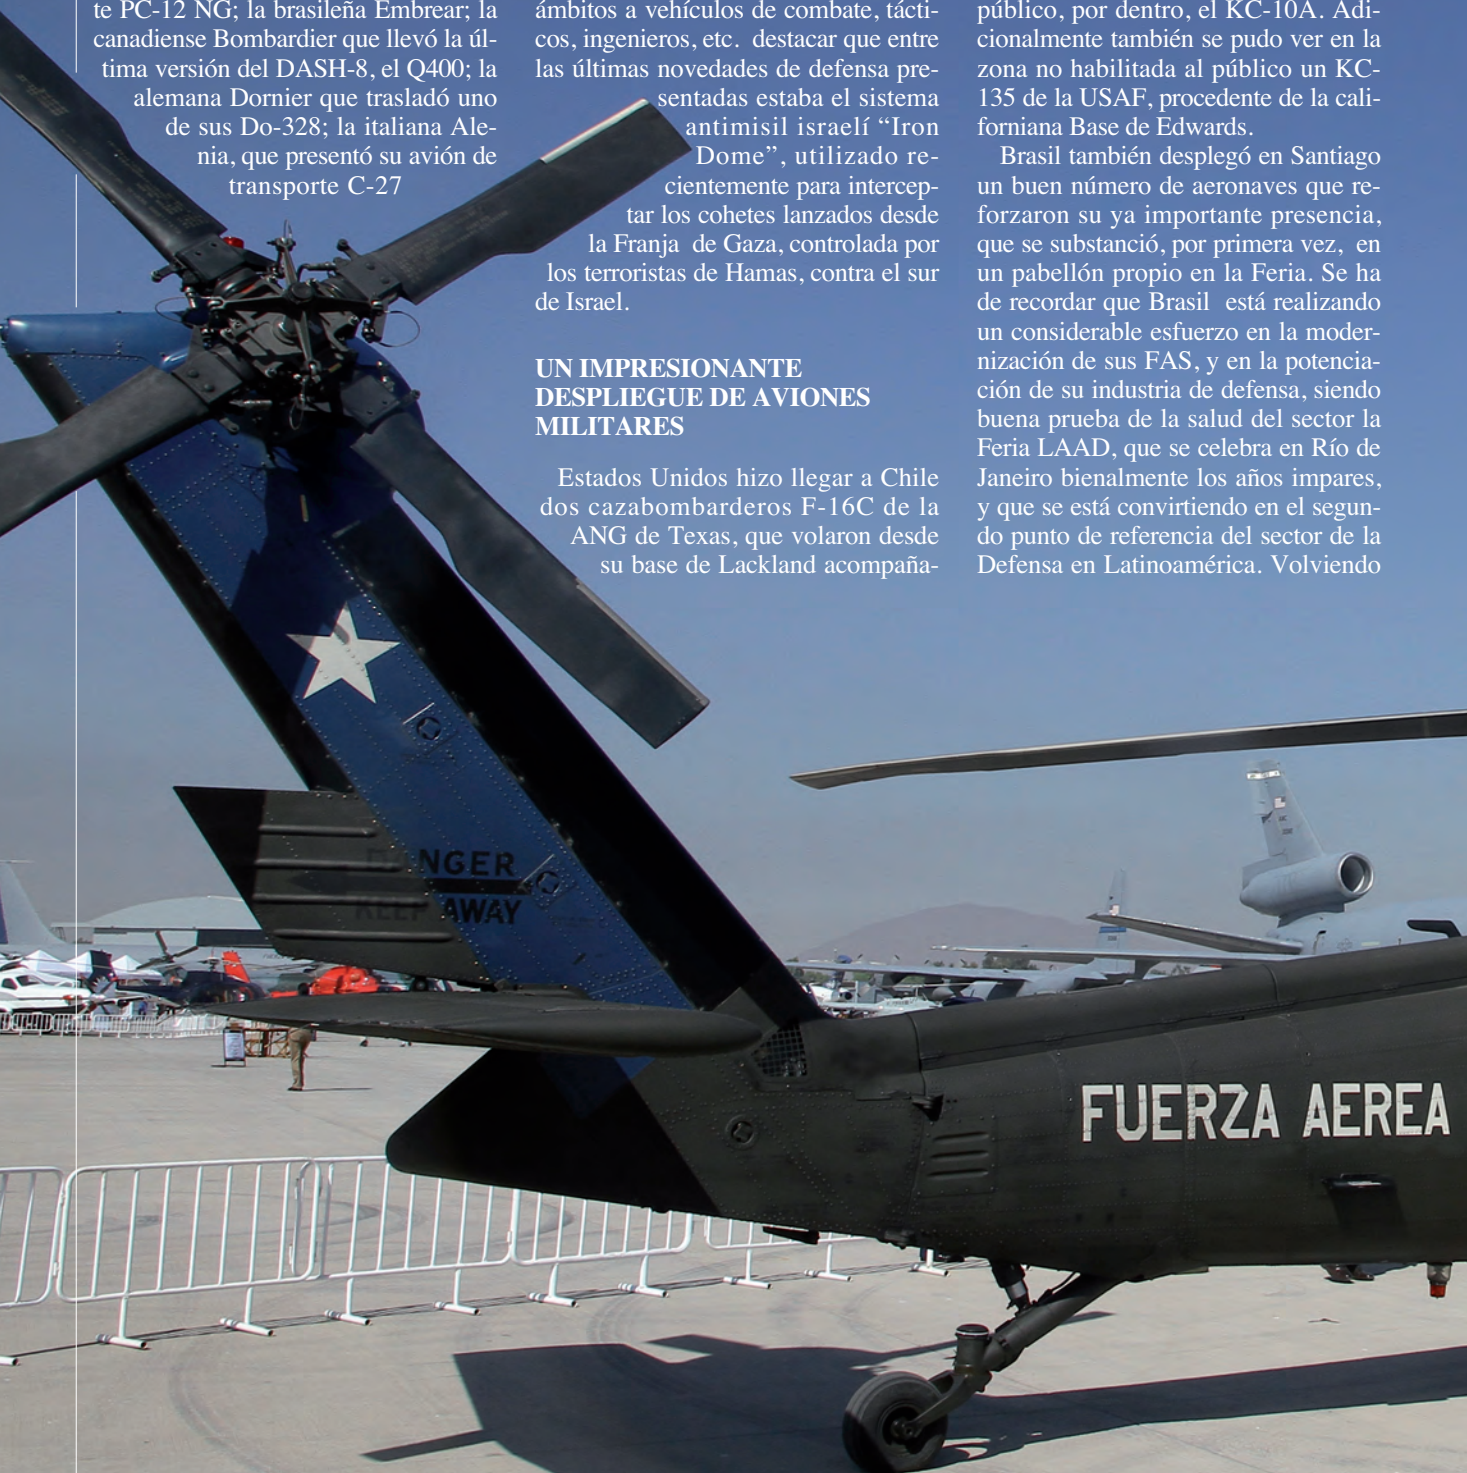 te PC-12 NG; la brasileña Embrear; la
canadiense Bombardier que llevó la úl-
tima versión del DASH-8, el Q400; la
alemana Dornier que trasladó uno
de sus Do-328; la italiana Ale-
nia, que presentó su avión de
transporte C-27
ámbitos a vehículos de combate, tácti-
cos, ingenieros, etc. destacar que entre
las últimas novedades de defensa pre-
sentadas estaba el sistema
antimisil israelí “Iron
Dome”, utilizado re-
cientemente para intercep-
tar los cohetes lanzados desde
la Franja de Gaza, controlada por
los terroristas de Hamas, contra el sur
de Israel.
UN IMPRESIONANTE
DESPLIEGUE DE AVIONES
MILITARES
Estados Unidos hizo llegar a Chile
dos cazabombarderos F-16C de la
ANG de Texas, que volaron desde
su base de Lackland acompaña-
público, por dentro, el KC-10A. Adi-
cionalmente también se pudo ver en la
zona no habilitada al público un KC-
135 de la USAF, procedente de la cali-
forniana Base de Edwards.
Brasil también desplegó en Santiago
un buen número de aeronaves que re-
forzaron su ya importante presencia,
que se substanció, por primera vez, en
un pabellón propio en la Feria. Se ha
de recordar que Brasil está realizando
un considerable esfuerzo en la moder-
nización de sus FAS, y en la potencia-
ción de su industria de defensa, siendo
buena prueba de la salud del sector la
Feria LAAD, que se celebra en Río de
Janeiro bienalmente los años impares,
y que se está convirtiendo en el segun-
do punto de referencia del sector de la
Defensa en Latinoamérica. Volviendo
DANGER
KEEP AWAY
FUERZA AEREA